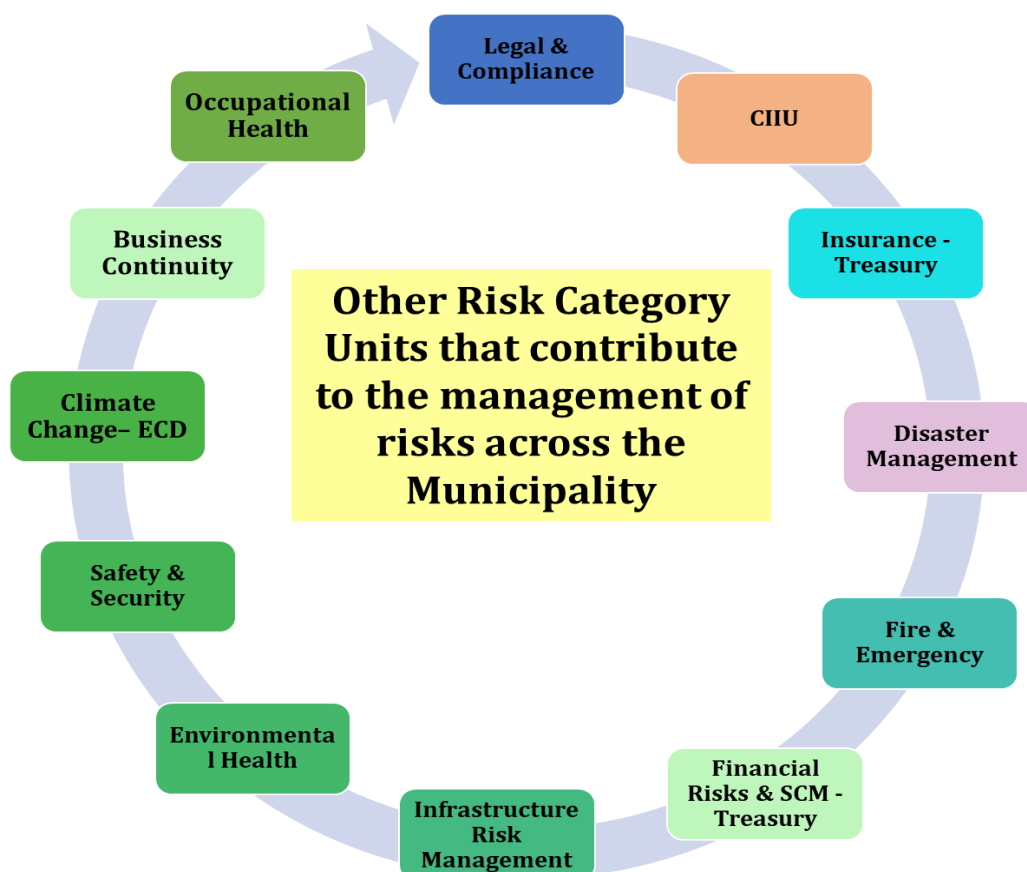 Legal &
Compliance
CIIU
Insurance -
Treasury
Disaster
Management
Fire &
Emergency
Financial
Risks & SCM -
Treasury
Infrastructure
Risk
Management
Environmenta
l Health
Safety &
Security
Climate
Change– ECD
Business
Continuity
Occupational
Health
Other Risk Category
Units that contribute
to the management of
risks across the
Municipality